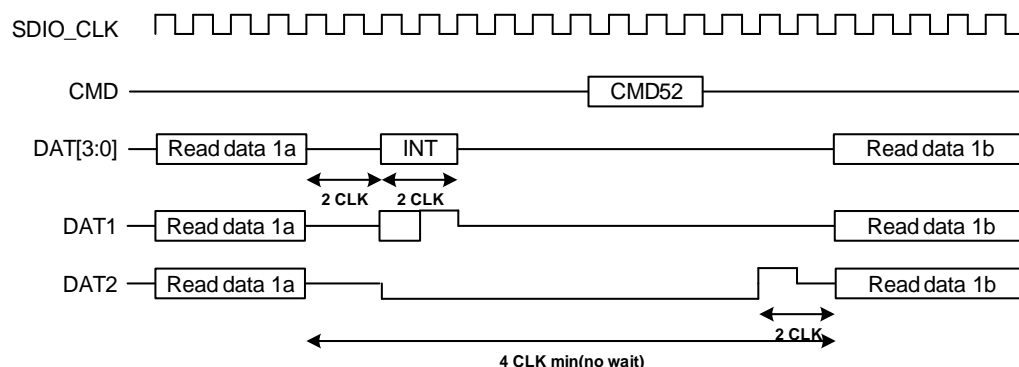 SDIO_CLK
CMD
CMD52
DAT[3:0]
Read data 1a
INT
Read data 1b
2 CLK
2 CLK
DAT1
Read data 1a
Read data 1b
DAT2
Read data 1a
Read data 1b
2 CLK
4 CLK min(no wait)